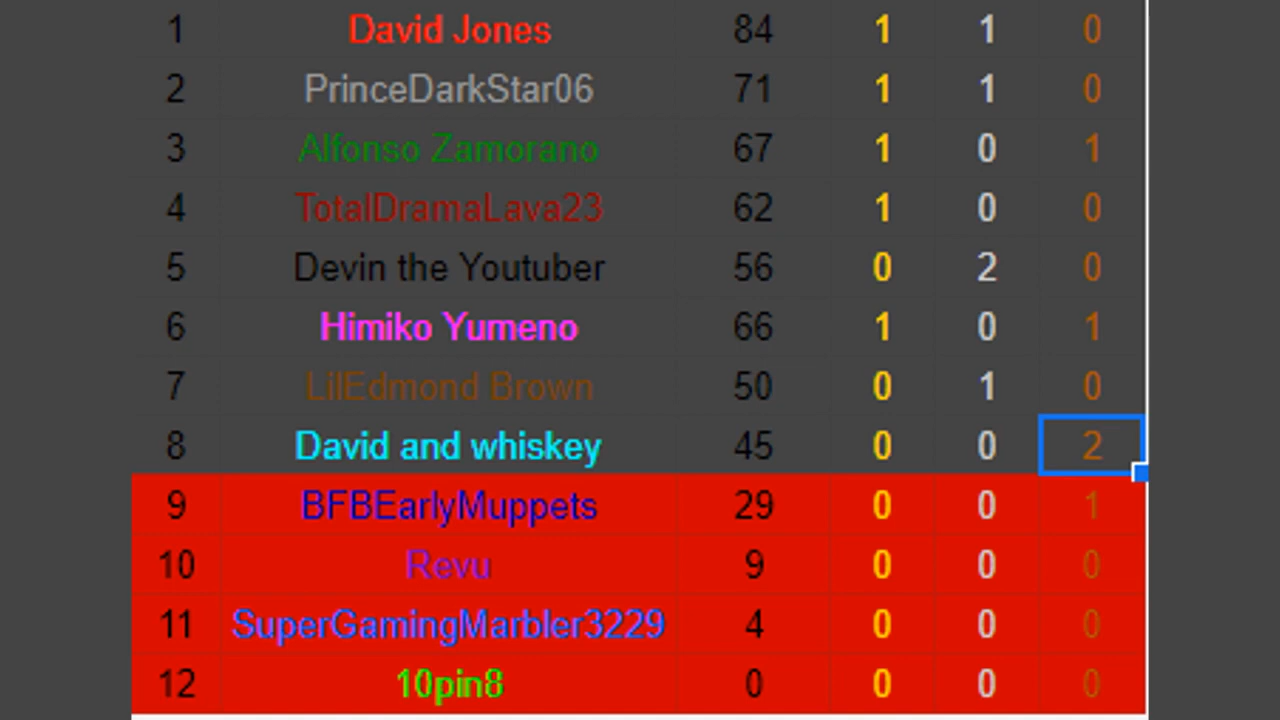 1 David Jones 84 1 1 0
2 PrinceDarkStar06 71 1 1 0
3 Alfonso Zamorano 67 1 0 1
4 TotalDramaLava23 62 1 0 0
5 Devin the Youtuber 56 0 2 0
6 Himiko Yumeno 66 1 0 1
7 LilEdmond Brown 50 0 1 0
8 David and whiskey 45 0 0 2
9 BFBEarlyMuppets 29 0 0 1
10 Revu 9 0 0 0
11 SuperGamingMarbler3229 4 0 0 0
12 10pin8 0 0 0 0